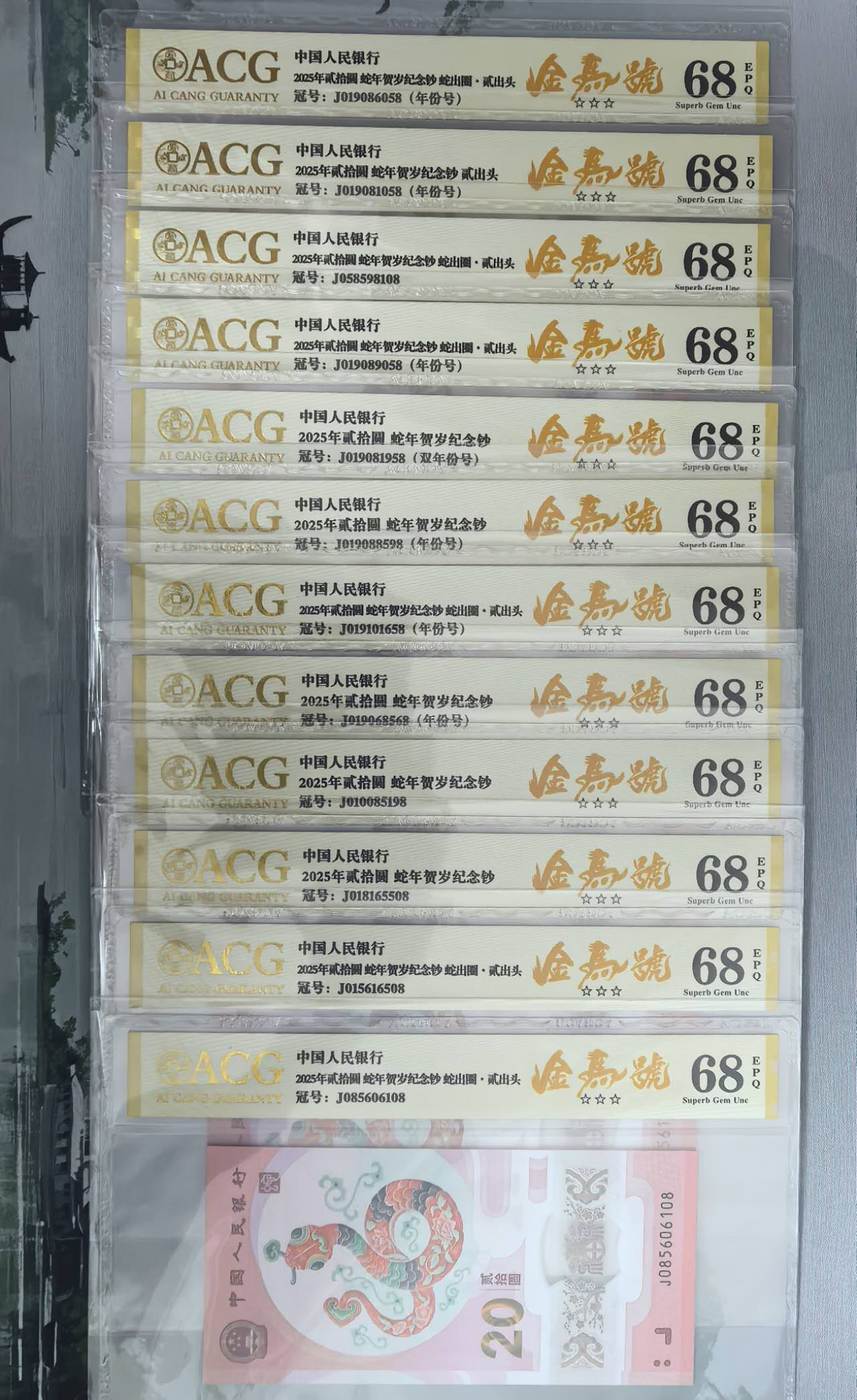 ACG
AI CANG GUARANTY
中国人民银行
2025年贰拾圆 蛇年贺岁纪念钞 蛇出圈·贰出头
冠号：J019086058（年份号）
金馬號
☆☆☆
68
EPQ
Superb Gem Unc
ACG
AI CANG GUARANTY
中国人民银行
2025年贰拾圆 蛇年贺岁纪念钞 贰出头
冠号：J019081058（年份号）
金馬號
☆☆☆
68
EPQ
Superb Gem Unc
ACG
AI CANG GUARANTY
中国人民银行
2025年贰拾圆 蛇年贺岁纪念钞 蛇出圈·贰出头
冠号：J058598108
金馬號
☆☆☆
68
EPQ
Superb Gem Unc
ACG
AI CANG GUARANTY
中国人民银行
2025年贰拾圆 蛇年贺岁纪念钞 蛇出圈·贰出头
冠号：J019089058（年份号）
金馬號
☆☆☆
68
EPQ
Superb Gem Unc
ACG
AI CANG GUARANTY
中国人民银行
2025年贰拾圆 蛇年贺岁纪念钞
冠号：J019081958（双年份号）
金馬號
☆☆☆
68
EPQ
Superb Gem Unc
ACG
AI CANG GUARANTY
中国人民银行
2025年贰拾圆 蛇年贺岁纪念钞
冠号：J019088598（年份号）
金馬號
☆☆☆
68
EPQ
Superb Gem Unc
ACG
AI CANG GUARANTY
中国人民银行
2025年贰拾圆 蛇年贺岁纪念钞 蛇出圈·贰出头
冠号：J019101658（年份号）
金馬號
☆☆☆
68
EPQ
Superb Gem Unc
ACG
AI CANG GUARANTY
中国人民银行
2025年贰拾圆 蛇年贺岁纪念钞
冠号：J019068568（年份号）
金馬號
☆☆☆
68
EPQ
Superb Gem Unc
ACG
AI CANG GUARANTY
中国人民银行
2025年贰拾圆 蛇年贺岁纪念钞
冠号：J010085198
金馬號
☆☆☆
68
EPQ
Superb Gem Unc
ACG
AI CANG GUARANTY
中国人民银行
2025年贰拾圆 蛇年贺岁纪念钞
冠号：J018165508
金馬號
☆☆☆
68
EPQ
Superb Gem Unc
ACG
AI CANG GUARANTY
中国人民银行
2025年贰拾圆 蛇年贺岁纪念钞 蛇出圈·贰出头
冠号：J015616508
金馬號
☆☆☆
68
EPQ
Superb Gem Unc
ACG
AI CANG GUARANTY
中国人民银行
2025年贰拾圆 蛇年贺岁纪念钞 蛇出圈·贰出头
冠号：J085606108
金馬號
☆☆☆
68
EPQ
Superb Gem Unc
中国人民银行
贰拾圆
20
J085606108